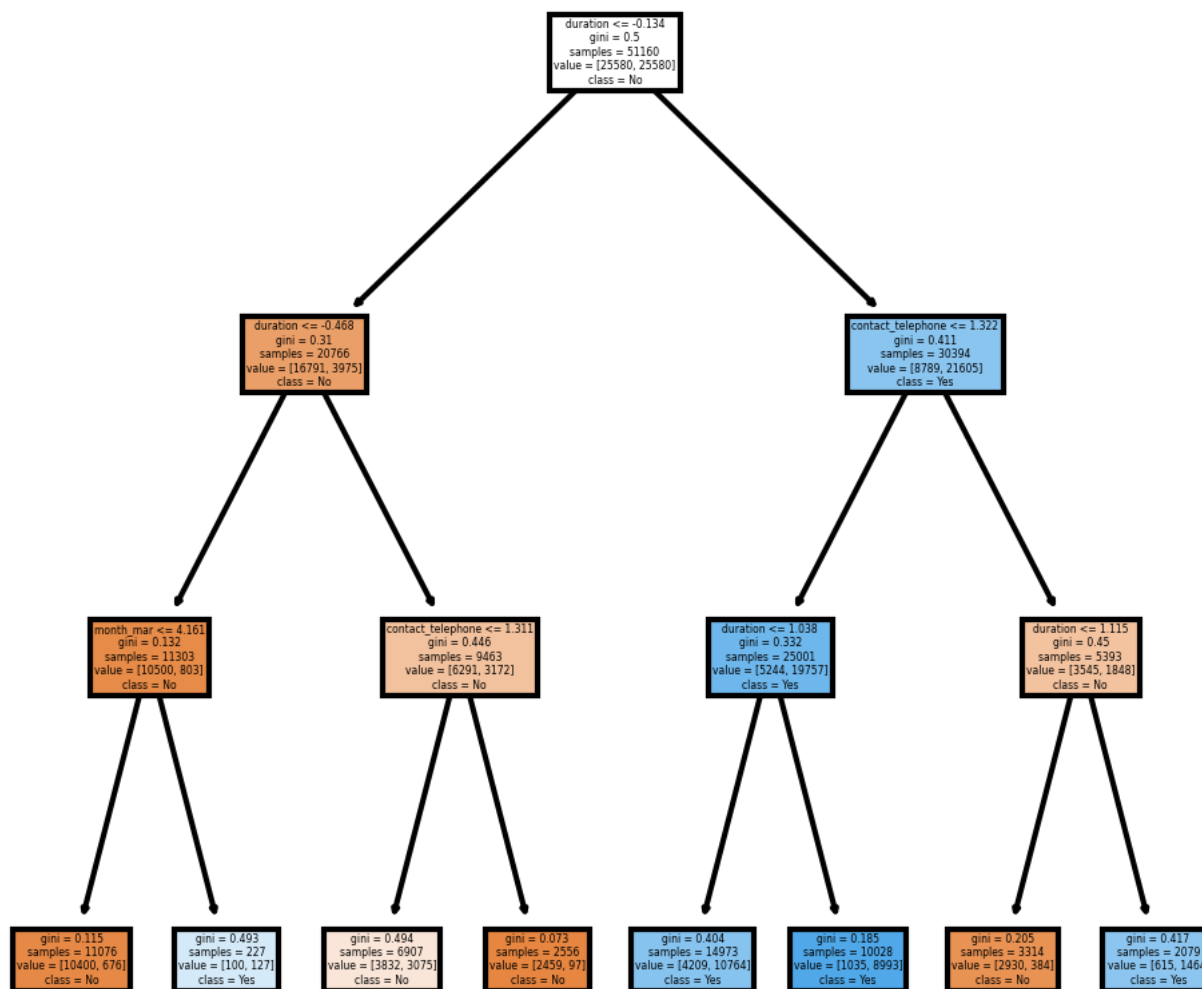 duration <= -0.134
gini = 0.5
samples = 51160
value = [25580, 25580]
class = No
duration <= -0.468
gini = 0.31
samples = 20766
value = [16791, 3975]
class = No
contact_telephone <= 1.322
gini = 0.411
samples = 30394
value = [8789, 21605]
class = Yes
month_mar <= 4.161
gini = 0.132
samples = 11303
value = [10500, 803]
class = No
contact_telephone <= 1.311
gini = 0.446
samples = 9463
value = [6291, 3172]
class = No
duration <= 1.038
gini = 0.332
samples = 25001
value = [5244, 19757]
class = Yes
duration <= 1.115
gini = 0.45
samples = 5393
value = [3545, 1848]
class = No
gini = 0.115
samples = 11076
value = [10400, 676]
class = No
gini = 0.493
samples = 227
value = [100, 127]
class = Yes
gini = 0.494
samples = 6907
value = [3832, 3075]
class = No
gini = 0.073
samples = 2556
value = [2459, 97]
class = No
gini = 0.404
samples = 14973
value = [4209, 10764]
class = Yes
gini = 0.185
samples = 10028
value = [1035, 8993]
class = Yes
gini = 0.205
samples = 3314
value = [2930, 384]
class = No
gini = 0.417
samples = 2079
value = [615, 1464
class = Yes